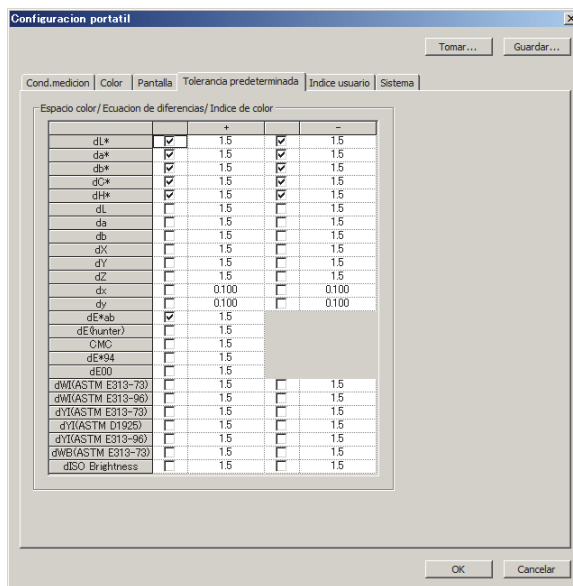 Configuracion portatil
Tomar... Guardar...
Cond.medicion Color Pantalla Tolerancia predeterminada Indice usuario Sistema
Espacio color/ Ecuacion de diferencias/ Indice de color
+ -
dL* 1.5 1.5
da* 1.5 1.5
db* 1.5 1.5
dC* 1.5 1.5
dH* 1.5 1.5
dL 1.5 1.5
da 1.5 1.5
db 1.5 1.5
dX 1.5 1.5
dY 1.5 1.5
dZ 1.5 1.5
dx 0.100 0.100
dy 0.100 0.100
dE*ab 1.5
dE(hunter) 1.5
CMC 1.5
dE*94 1.5
dE00 1.5
dWI(ASTM E313-73) 1.5 1.5
dWI(ASTM E313-96) 1.5 1.5
dYI(ASTM E313-73) 1.5 1.5
dYI(ASTM D1925) 1.5 1.5
dYI(ASTM E313-96) 1.5 1.5
dWB(ASTM E313-73) 1.5 1.5
dISO Brightness 1.5 1.5
OK Cancelar